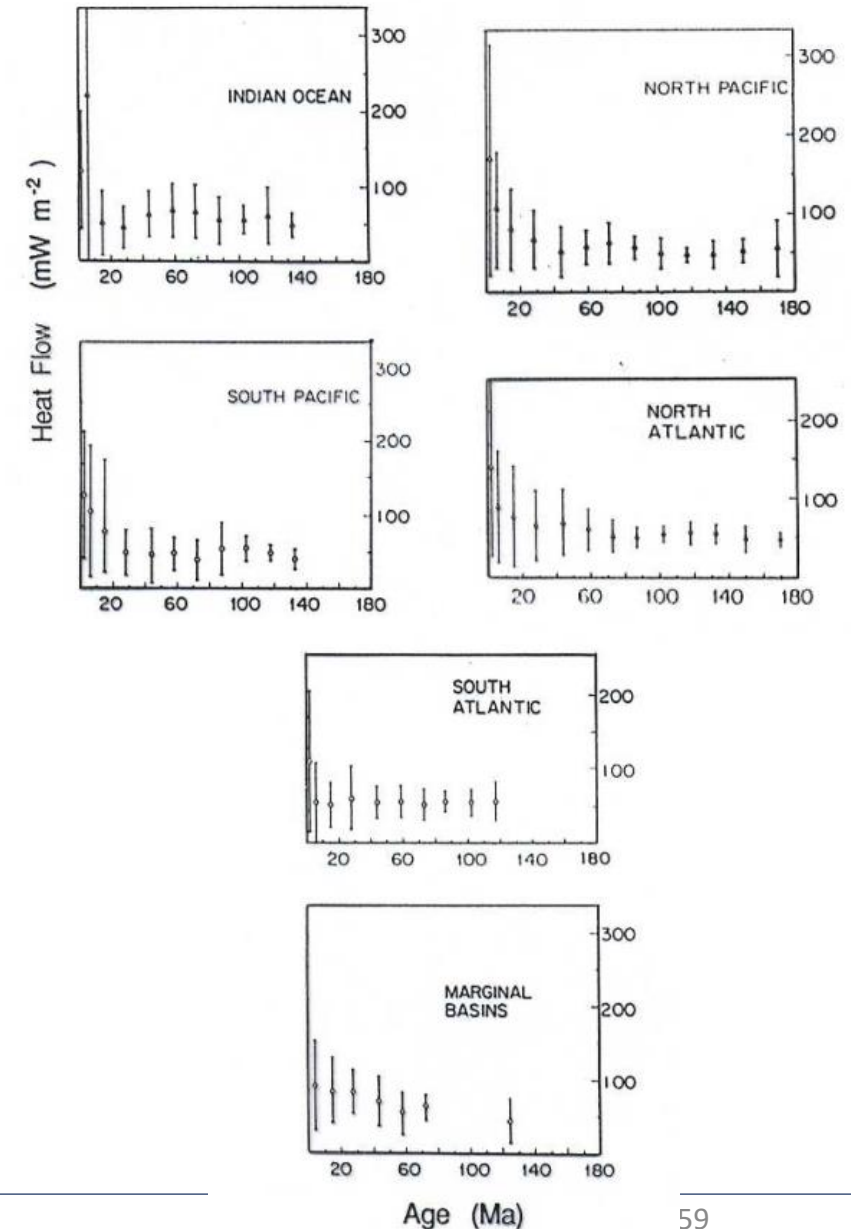 Heat Flow (mW m⁻²)
INDIAN OCEAN
300
200
100
20 60 100 140 180
NORTH PACIFIC
300
200
100
20 60 100 140 180
SOUTH PACIFIC
300
200
100
20 60 100 140 180
NORTH
ATLANTIC
200
100
20 60 100 140 180
SOUTH
ATLANTIC
200
100
20 60 100 140 180
MARGINAL
BASINS
300
200
100
20 60 100 140 180
Age (Ma)
59